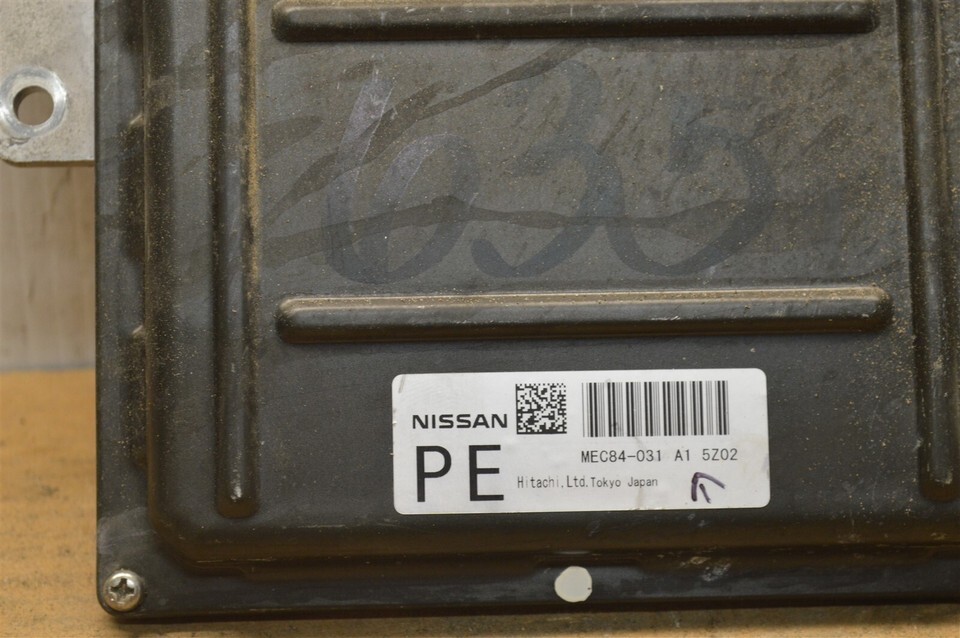 635
NISSAN
MEC84-031 A1 5Z02
PE
Hitachi,Ltd.Tokyo Japan